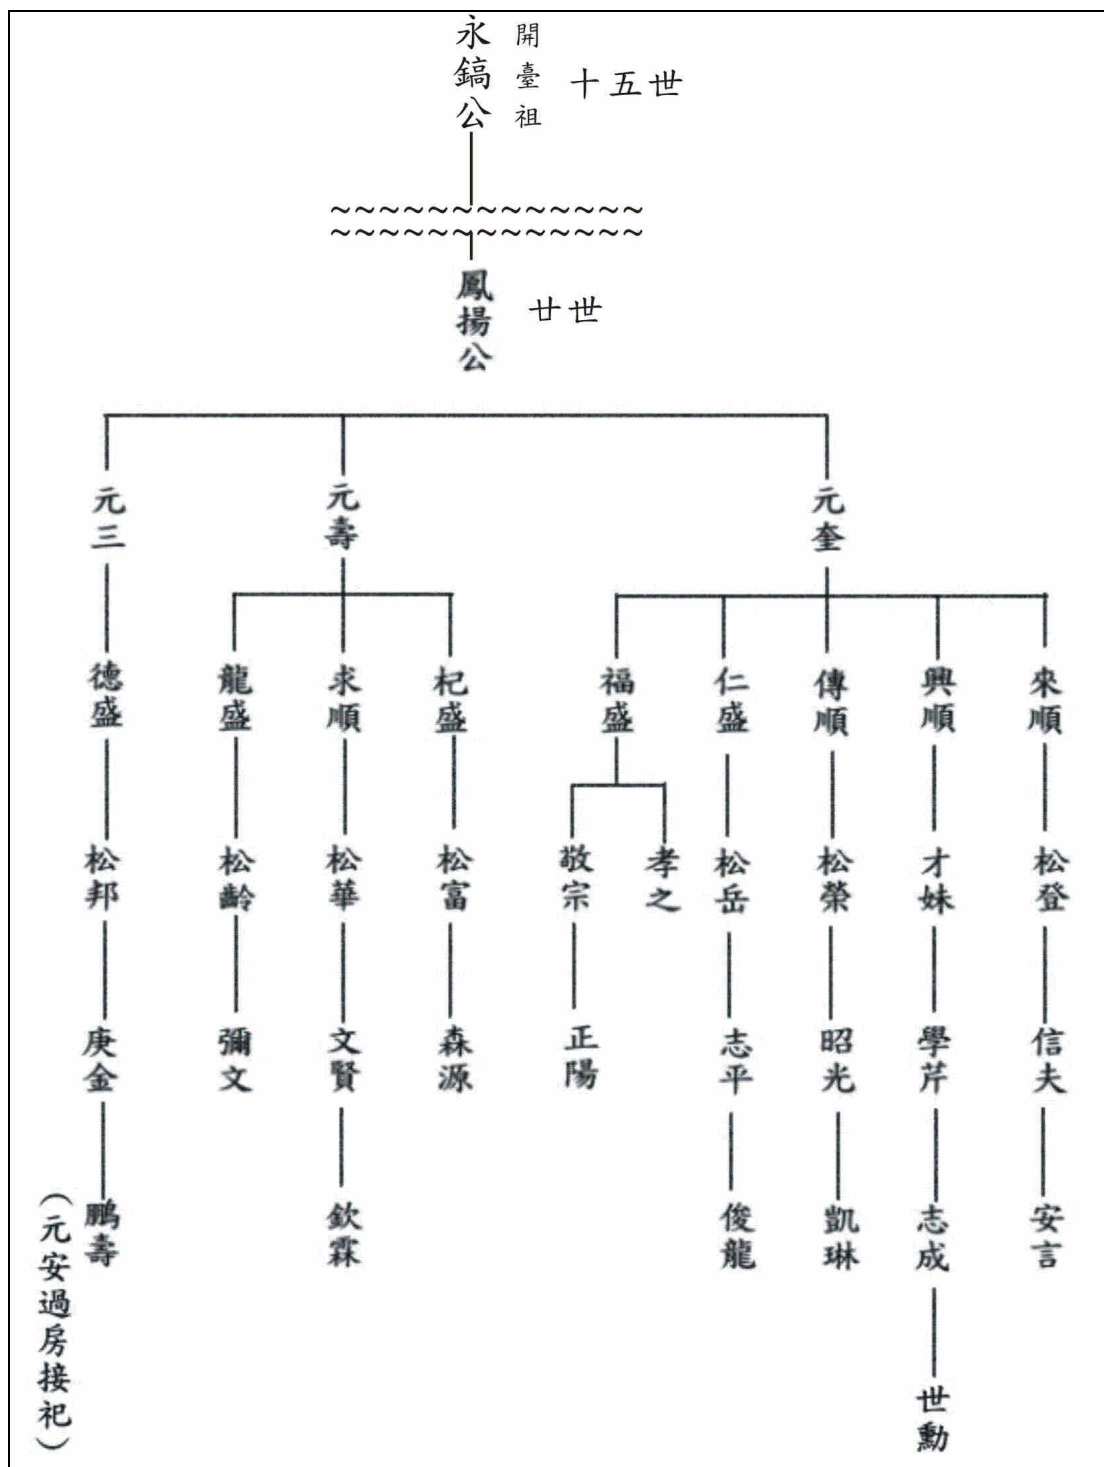 永鎬公
開臺祖
十五世
~~~~~~~~~~~~~
~~~~~~~~~~~~~
鳳揚公
廿世
元奎
元壽
元三
來順
興順
傳順
仁盛
福盛
杞盛
求順
龍盛
德盛
松登
才妹
松榮
松岳
孝之
敬宗
松富
松華
松齡
松邦
信夫
學芹
昭光
志平
正陽
森源
文賢
彌文
庚金
安言
志成
凱琳
俊龍
欽霖
鵬壽
(元安過房接祀)
世勳